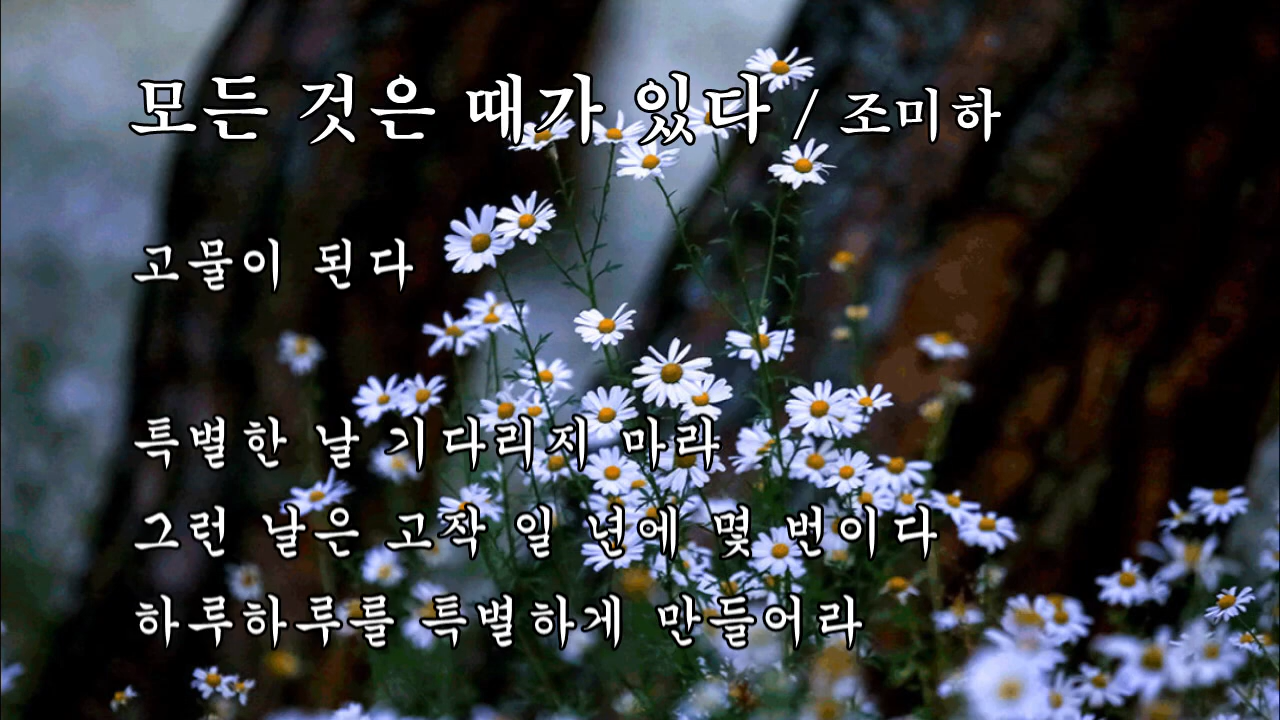 모든 것은 때가 있다 / 조미하
고물이 된다
특별한 날 기다리지 마라
그런 날은 고작 일 년에 몇 번이다
하루하루를 특별하게 만들어라